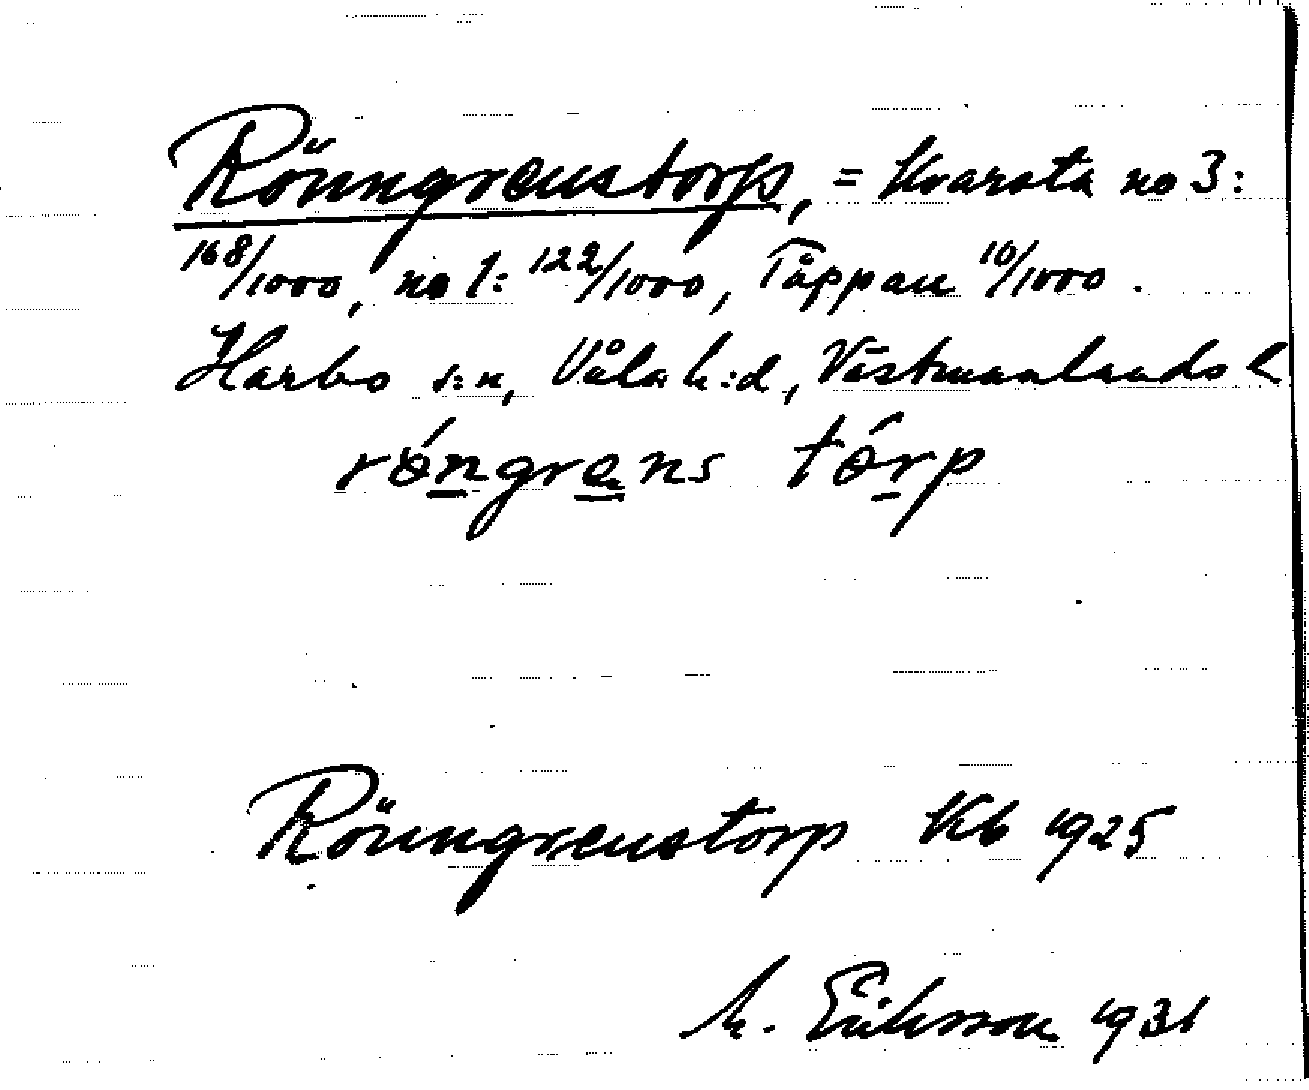 Rönngrenstorp, = Kvarsta no 3:
168/1000, no 1: 122/1000, Täppan 10/1000.
Harbo s:n, Våla h:d, Västmanlands l
röngrens tórp
Rönngrenstorp Kb 1925
M. Eriksson 1931